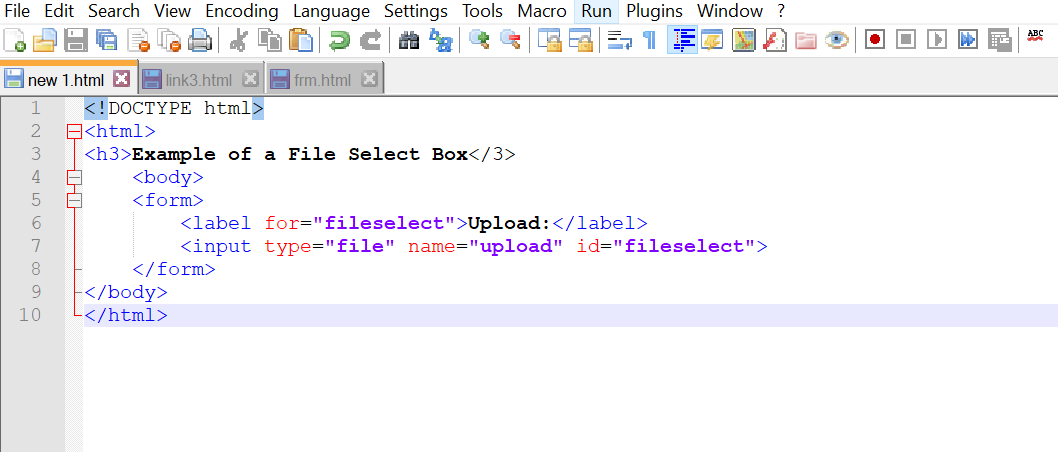 File Edit Search View Encoding Language Settings Tools Macro Run Plugins Window ?
ABC
new 1.html link3.html frm.html
1 <!DOCTYPE html>
2 <html>
3 <h3>Example of a File Select Box</3>
4 <body>
5 <form>
6 <label for="fileselect">Upload:</label>
7 <input type="file" name="upload" id="fileselect">
8 </form>
9 </body>
10 </html>